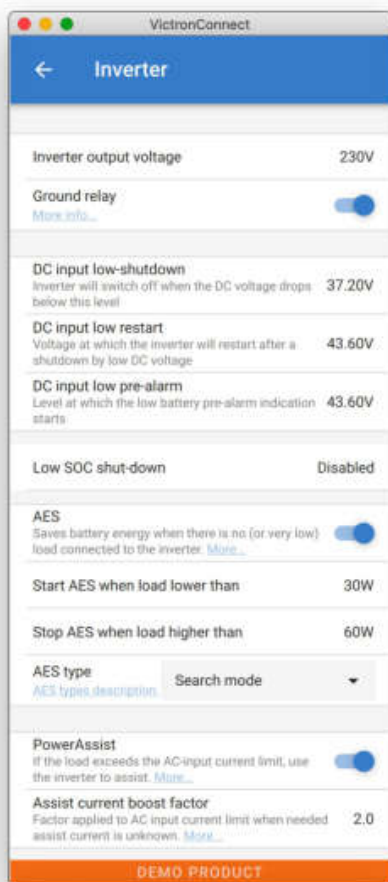 VictronConnect
Inverter
Inverter output voltage 230V
Ground relay
More info...
DC input low-shutdown
Inverter will switch off when the DC voltage drops 37.20V
below this level
DC input low restart
Voltage at which the inverter will restart after a 43.60V
shutdown by low DC voltage
DC input low pre-alarm
Level at which the low battery pre-alarm indication 43.60V
starts
Low SOC shut-down Disabled
AES
Saves battery energy when there is no (or very low)
load connected to the inverter. More...
Start AES when load lower than 30W
Stop AES when load higher than 60W
AES type Search mode
AES types description
PowerAssist
If the load exceeds the AC-input current limit, use
the inverter to assist. More...
Assist current boost factor
Factor applied to AC input current limit when needed 2.0
assist current is unknown. More...
DEMO PRODUCT